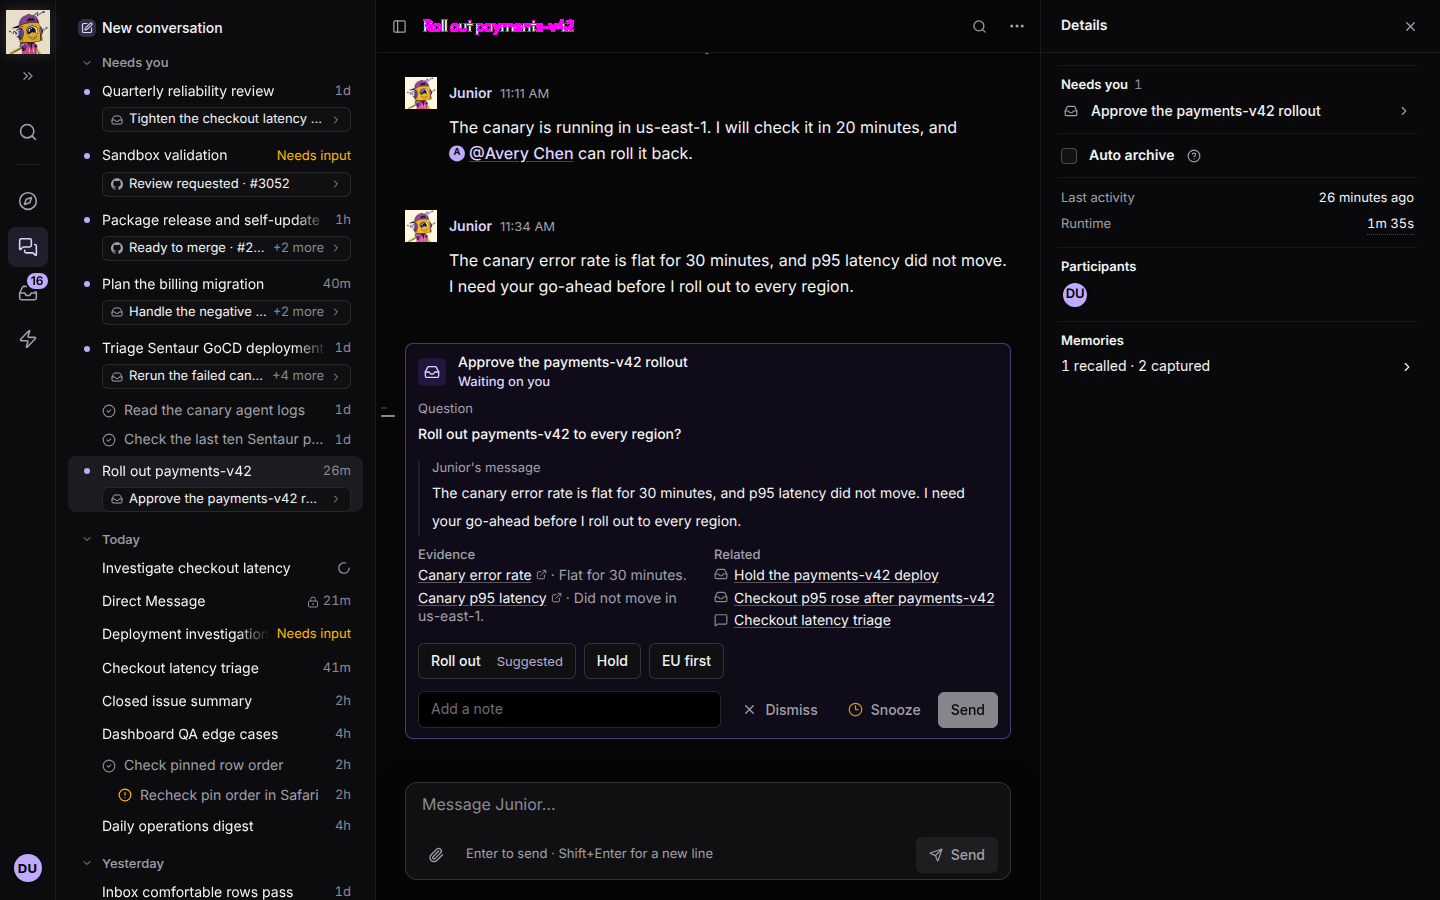 New conversation
Needs you
Quarterly reliability review 1d
Tighten the checkout latency ...
Sandbox validation Needs input
Review requested · #3052
Package release and self-update 1h
Ready to merge · #2... +2 more
Plan the billing migration 40m
Handle the negative ... +2 more
Triage Sentaur GoCD deployment 1d
Rerun the failed can... +4 more
Read the canary agent logs 1d
Check the last ten Sentaur p... 1d
Roll out payments-v42 26m
Approve the payments-v42 r...
Today
Investigate checkout latency
Direct Message 21m
Deployment investigation Needs input
Checkout latency triage 41m
Closed issue summary 2h
Dashboard QA edge cases 4h
Check pinned row order 2h
Recheck pin order in Safari 2h
Daily operations digest 4h
Yesterday
Inbox comfortable rows pass 1d
16
DU
Roll out payments-v42
Junior 11:11 AM
The canary is running in us-east-1. I will check it in 20 minutes, and
A @Avery Chen can roll it back.
Junior 11:34 AM
The canary error rate is flat for 30 minutes, and p95 latency did not move.
I need your go-ahead before I roll out to every region.
Approve the payments-v42 rollout
Waiting on you
Question
Roll out payments-v42 to every region?
Junior's message
The canary error rate is flat for 30 minutes, and p95 latency did not move. I need
your go-ahead before I roll out to every region.
Evidence
Canary error rate · Flat for 30 minutes.
Canary p95 latency · Did not move in
us-east-1.
Related
Hold the payments-v42 deploy
Checkout p95 rose after payments-v42
Checkout latency triage
Roll out Suggested Hold EU first
Add a note Dismiss Snooze Send
Message Junior...
Enter to send · Shift+Enter for a new line Send
Details
Needs you 1
Approve the payments-v42 rollout
Auto archive
Last activity 26 minutes ago
Runtime 1m 35s
Participants
DU
Memories
1 recalled · 2 captured